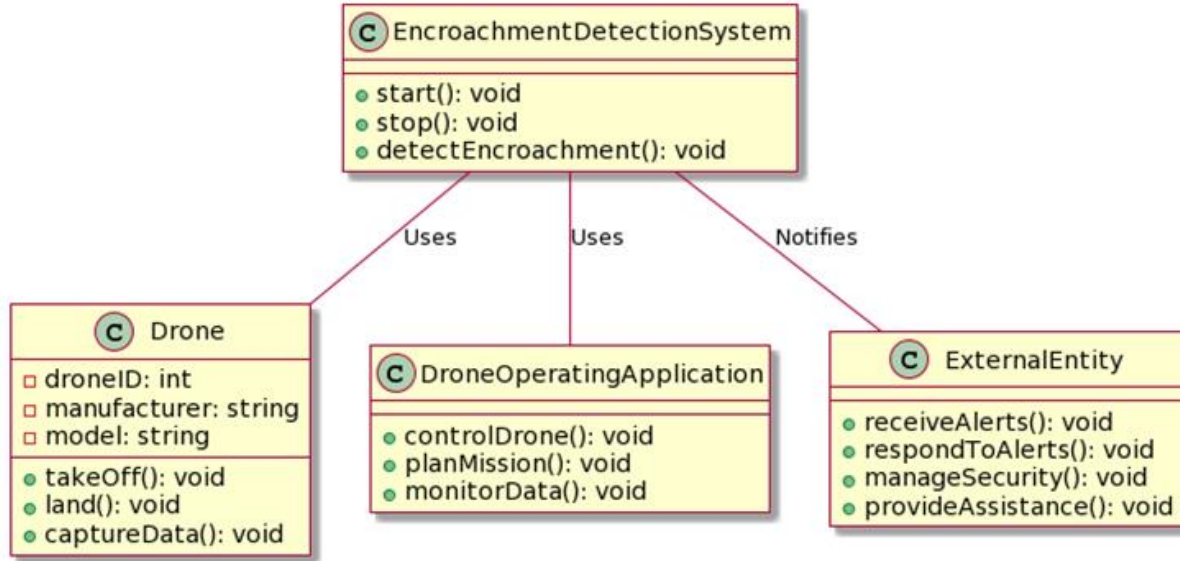 C EncroachmentDetectionSystem
start(): void
stop(): void
detectEncroachment(): void
Uses
Uses
Notifies
C Drone
droneID: int
manufacturer: string
model: string
takeOff(): void
land(): void
captureData(): void
C DroneOperatingApplication
controlDrone(): void
planMission(): void
monitorData(): void
C ExternalEntity
receiveAlerts(): void
respondToAlerts(): void
manageSecurity(): void
provideAssistance(): void